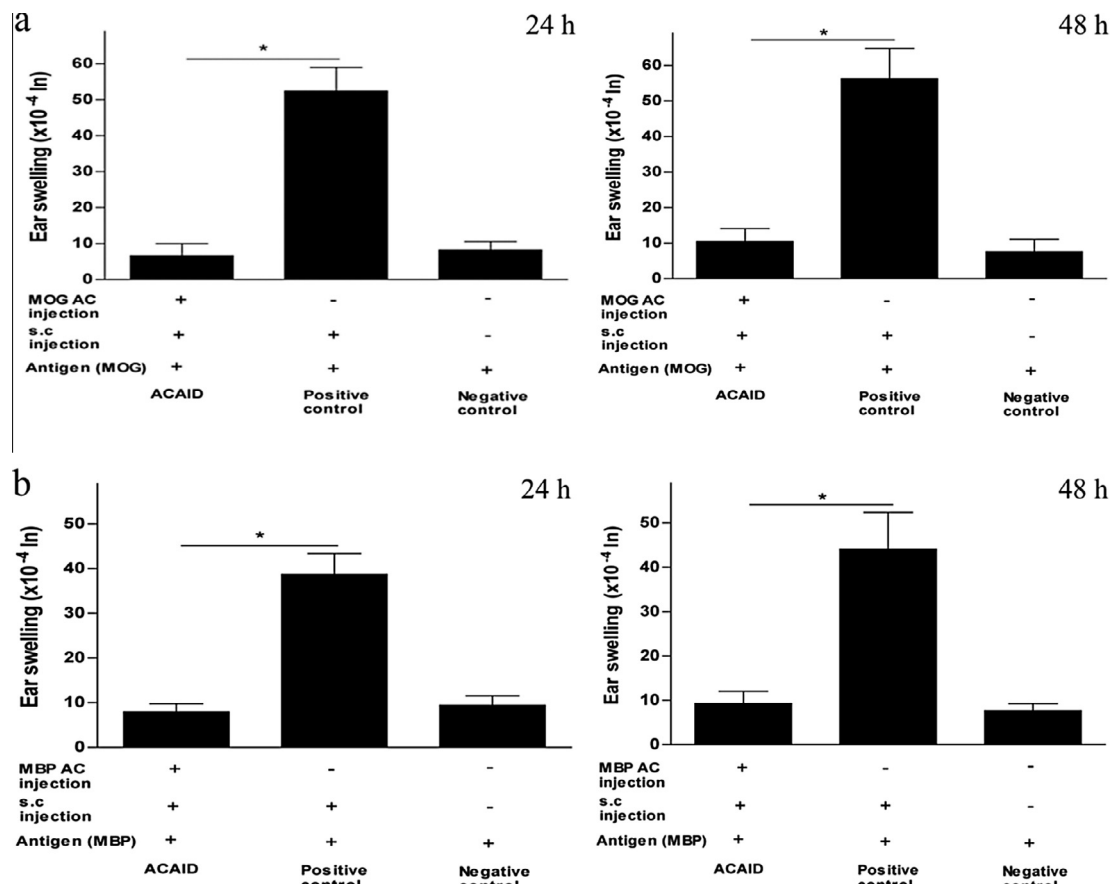 a
24 h
Ear swelling (x10⁻⁴ In)
60
50
40
30
20
10
0
*
MOG AC + - -
injection
s.c + + -
injection
Antigen (MOG) + + +
ACAID Positive Negative
control control
48 h
Ear swelling (x10⁻⁴ In)
60
50
40
30
20
10
0
*
MOG AC + - -
injection
s.c + + -
injection
Antigen (MOG) + + +
ACAID Positive Negative
control control
b
24 h
Ear swelling (x10⁻⁴ In)
50
40
30
20
10
0
*
MBP AC + - -
injection
s.c + + -
injection
Antigen (MBP) + + +
ACAID Positive Negative
control control
48 h
Ear swelling (x10⁻⁴ In)
50
40
30
20
10
0
*
MBP AC + - -
injection
s.c + + -
injection
Antigen (MBP) + + +
ACAID Positive Negative
control control